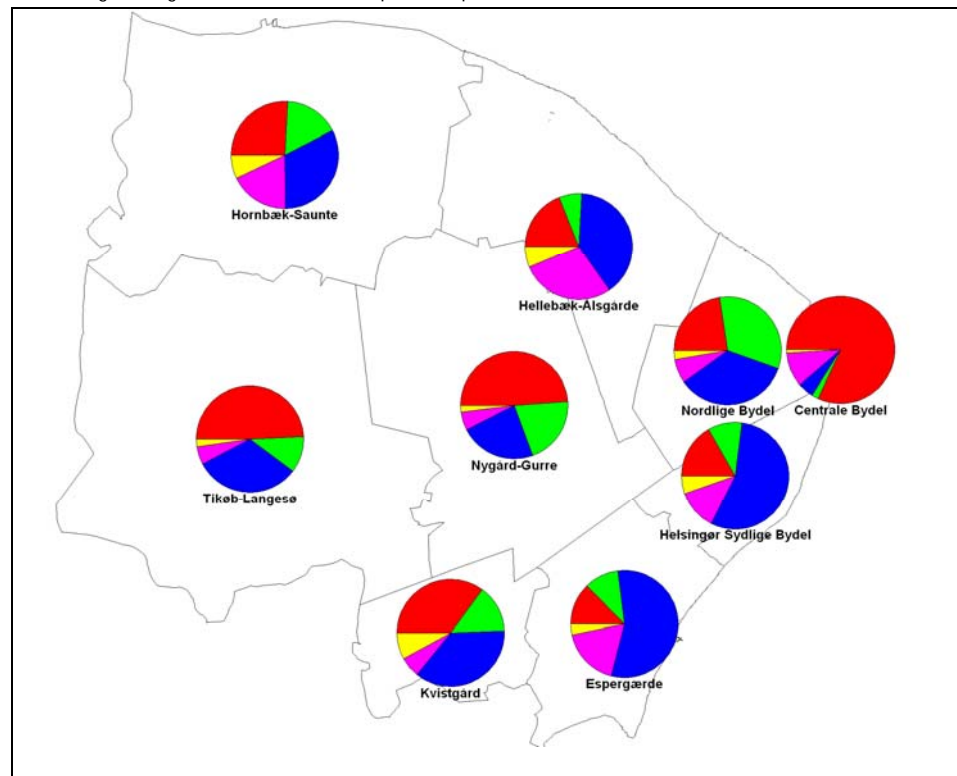 Hornbæk-Saunte
Hellebæk-Ålsgårde
Nordlige Bydel
Centrale Bydel
Nygård-Gurre
Tikøb-Langesø
Helsingør Sydlige Bydel
Kvistgård
Espergærde